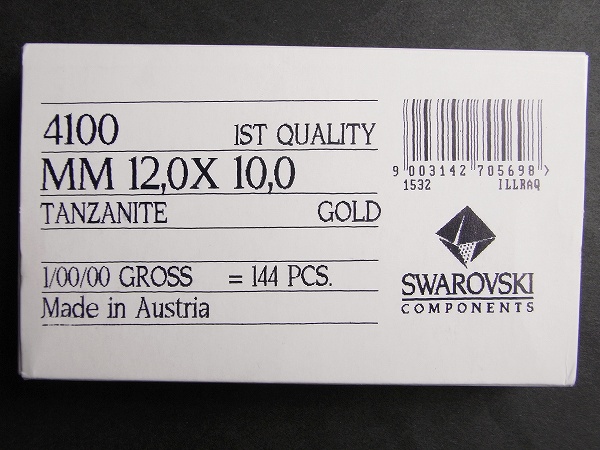 4100 1ST QUALITY
MM 12,0X 10,0
TANZANITE GOLD
1/00/00 GROSS = 144 PCS.
Made in Austria
9 003142 705698 >
1532 ILLRAQ
SWAROVSKI
COMPONENTS